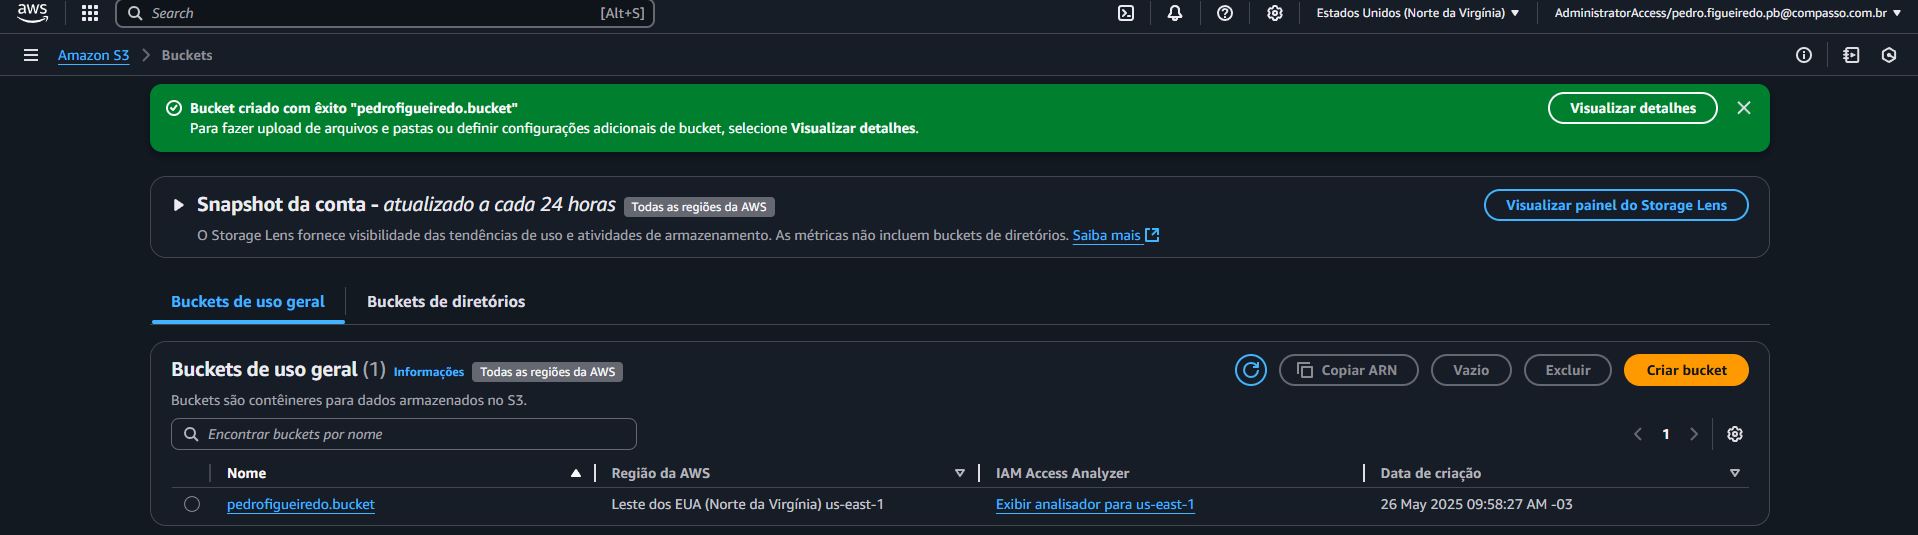 aws
Search [Alt+S] Estados Unidos (Norte da Virgínia) AdministratorAccess/pedro.figueiredo.pb@compasso.com.br
Amazon S3 Buckets
Bucket criado com êxito "pedrofigueiredo.bucket"
Para fazer upload de arquivos e pastas ou definir configurações adicionais de bucket, selecione Visualizar detalhes.
Visualizar detalhes
Snapshot da conta - atualizado a cada 24 horas Todas as regiões da AWS
Visualizar painel do Storage Lens
O Storage Lens fornece visibilidade das tendências de uso e atividades de armazenamento. As métricas não incluem buckets de diretórios. Saiba mais
Buckets de uso geral Buckets de diretórios
Buckets de uso geral (1) Informações Todas as regiões da AWS
Copiar ARN Vazio Excluir Criar bucket
Buckets são contêineres para dados armazenados no S3.
Encontrar buckets por nome
1
Nome Região da AWS IAM Access Analyzer Data de criação
pedrofigueiredo.bucket Leste dos EUA (Norte da Virgínia) us-east-1 Exibir analisador para us-east-1 26 May 2025 09:58:27 AM -03